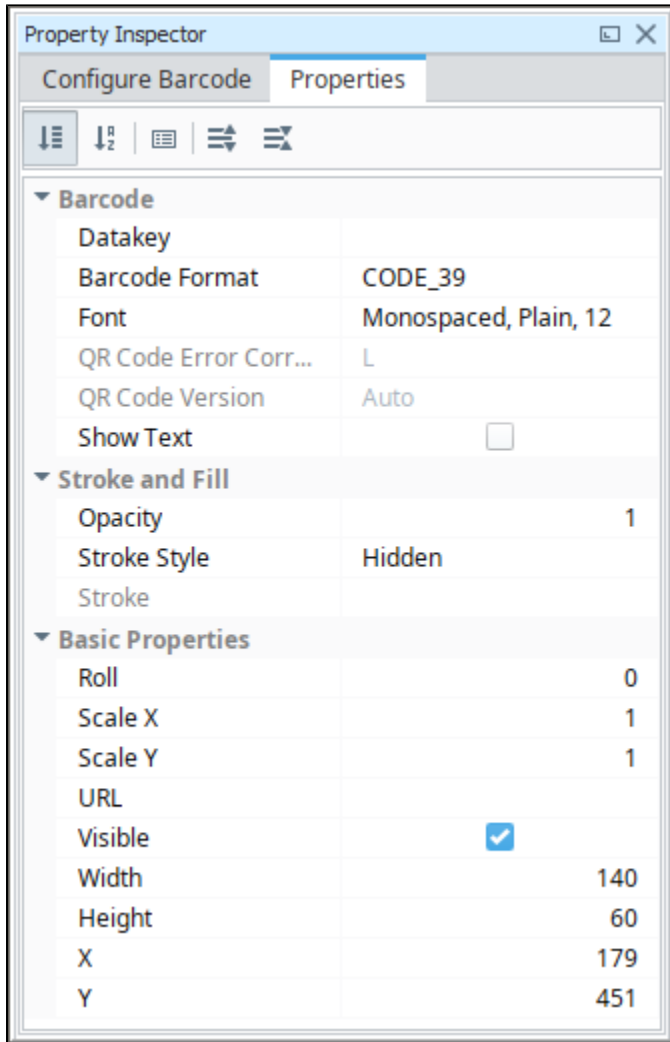 Property Inspector
Configure Barcode Properties
Barcode
Datakey
Barcode Format CODE_39
Font Monospaced, Plain, 12
QR Code Error Corr... L
QR Code Version Auto
Show Text
Stroke and Fill
Opacity 1
Stroke Style Hidden
Stroke
Basic Properties
Roll 0
Scale X 1
Scale Y 1
URL
Visible
Width 140
Height 60
X 179
Y 451